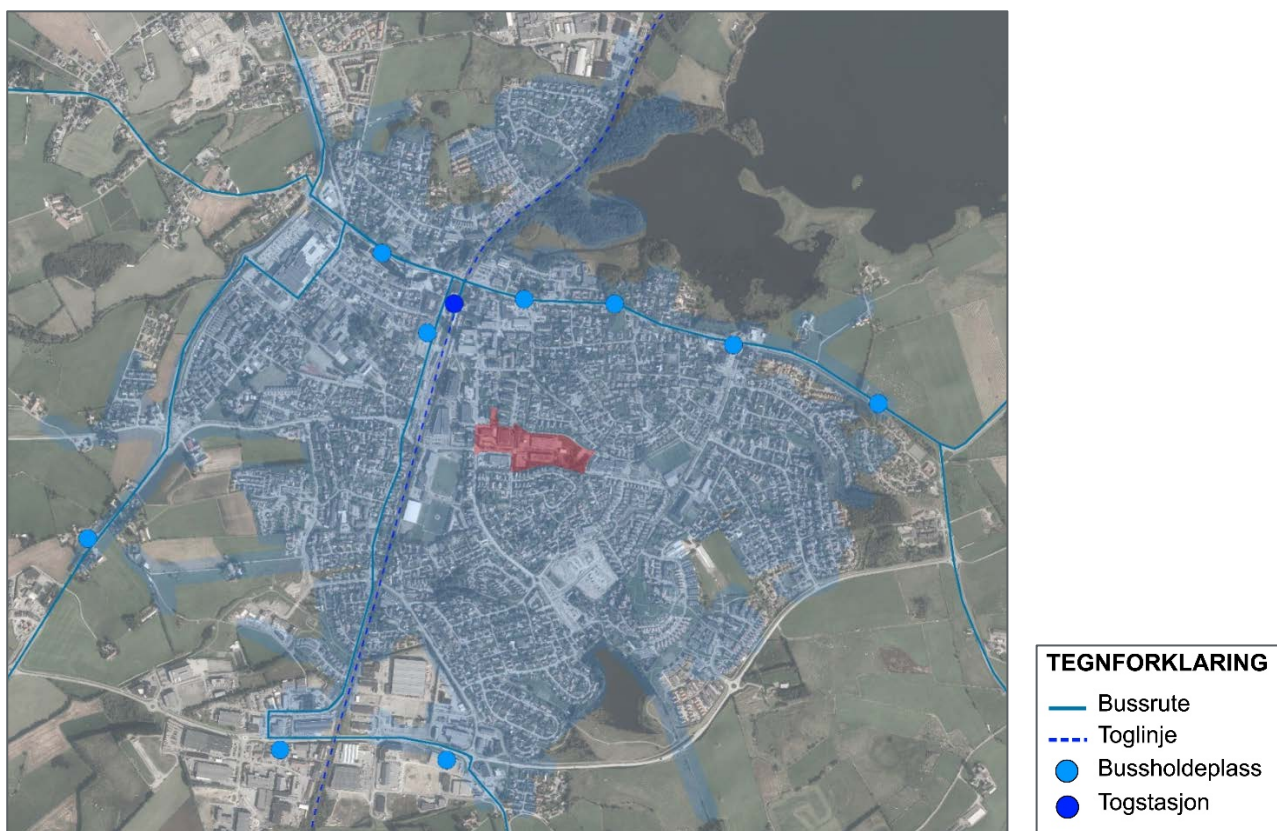 TEGNFORKLARING
Bussrute
Toglinje
Bussholdeplass
Togstasjon